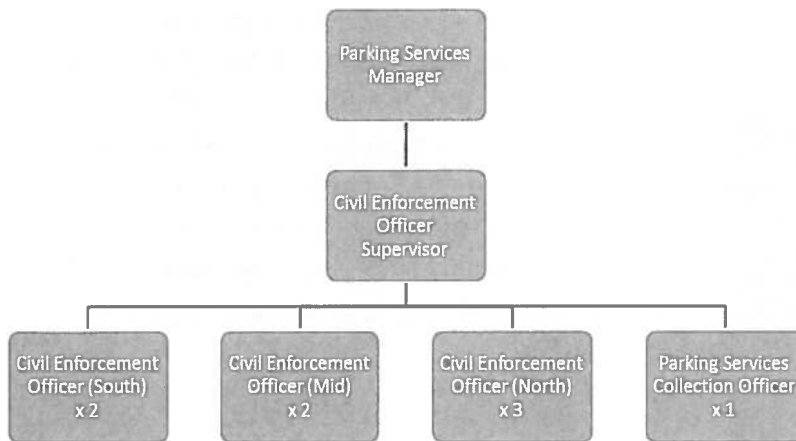 Parking Services
Manager
Civil Enforcement
Officer
Supervisor
Civil Enforcement
Officer (South)
x 2
Civil Enforcement
Officer (Mid)
x 2
Civil Enforcement
Officer (North)
x 3
Parking Services
Collection Officer
x 1